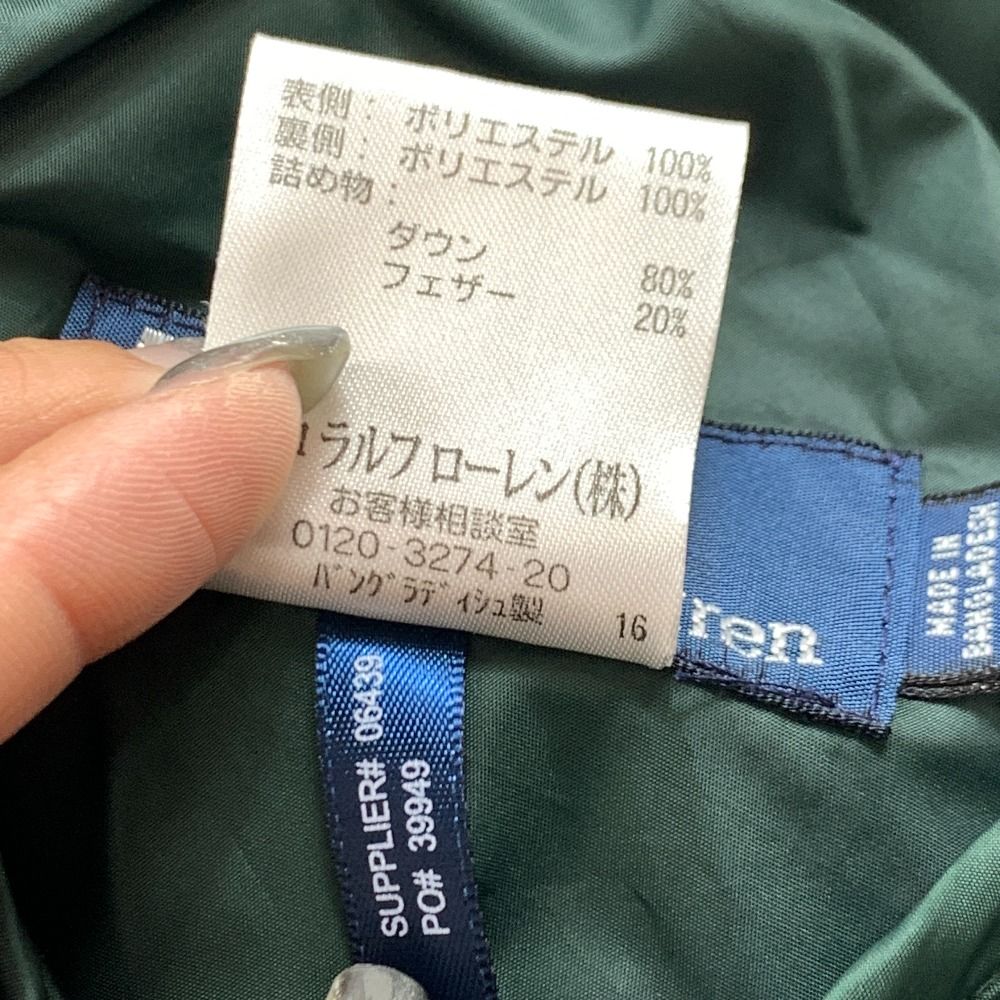 表側： ポリエステル 100%
裏側： ポリエステル 100%
詰め物：
ダウン 80%
フェザー 20%
ラルフ ローレン(株)
お客様相談室
0120-3274-20
バングラディシュ製 16
ren
MADE IN
BANGLADESH
SUPPLIER# 06439
PO# 39949